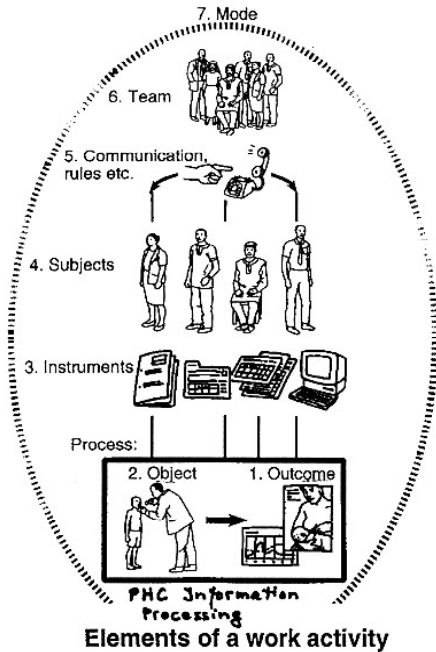 7. Mode
6. Team
5. Communication,
rules etc.
4. Subjects
3. Instruments
Process:
2. Object
1. Outcome
PHC Information
Processing
Elements of a work activity